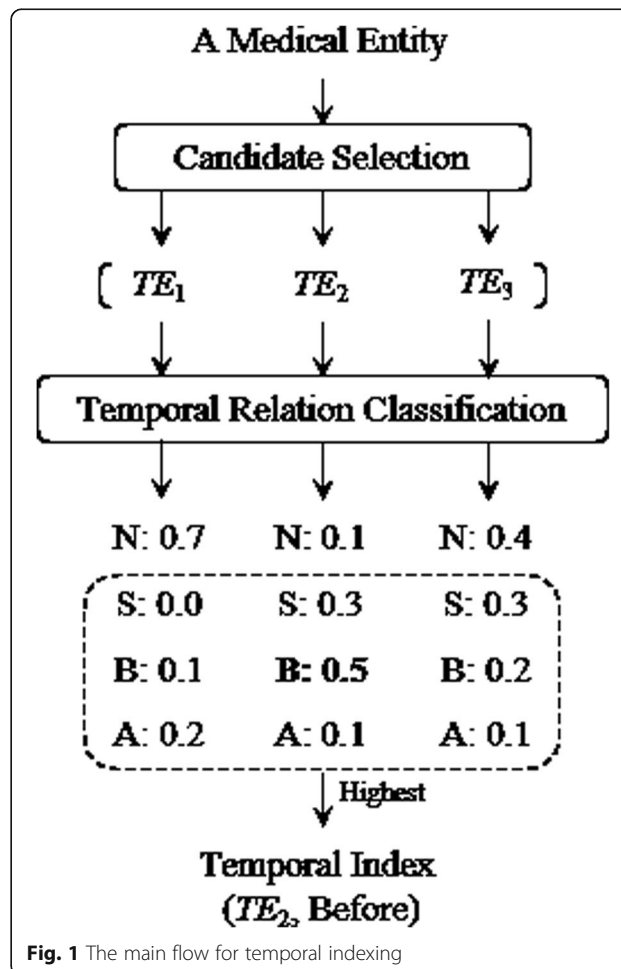 A Medical Entity
Candidate Selection
[ TE₁ TE₂ TE₃ ]
Temporal Relation Classification
N: 0.7 N: 0.1 N: 0.4
S: 0.0 S: 0.3 S: 0.3
B: 0.1 B: 0.5 B: 0.2
A: 0.2 A: 0.1 A: 0.1
Highest
Temporal Index
(TE₂, Before)
Fig. 1 The main flow for temporal indexing